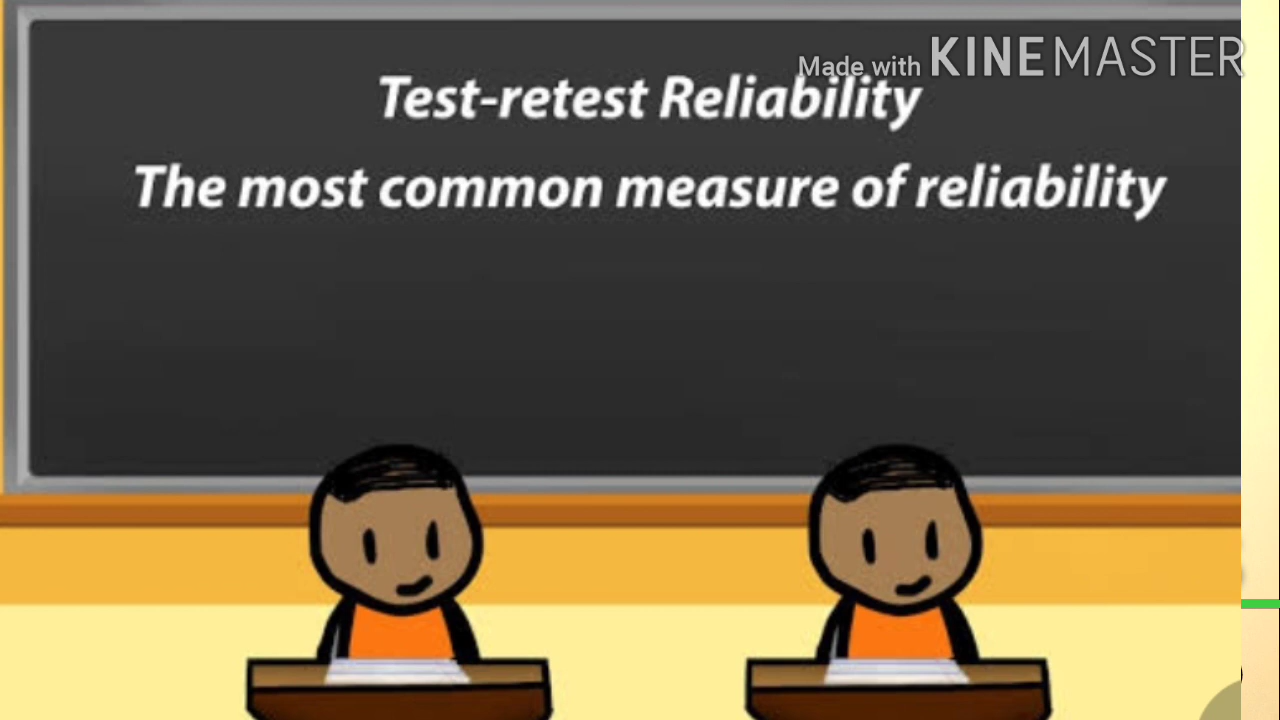 Made with KINEMASTER
Test-retest Reliability
The most common measure of reliability